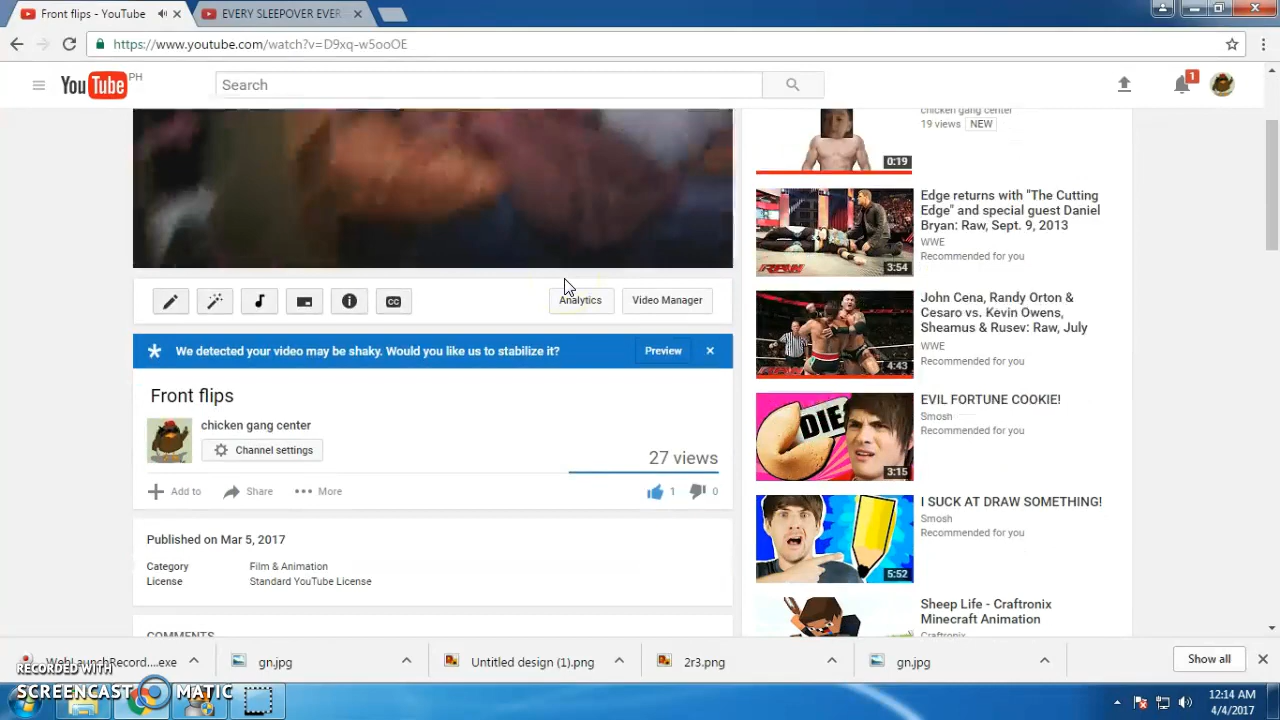 Front flips - YouTube
EVERY SLEEPOVER EVER
https://www.youtube.com/watch?v=D9xq-w5ooOE
YouTube PH
Search
1
chicken gang center
19 views NEW
0:19
Edge returns with "The Cutting
Edge" and special guest Daniel
Bryan: Raw, Sept. 9, 2013
WWE
Recommended for you
RAW
3:54
Analytics
Video Manager
CC
John Cena, Randy Orton &
Cesaro vs. Kevin Owens,
Sheamus & Rusev: Raw, July
WWE
Recommended for you
4:43
We detected your video may be shaky. Would you like us to stabilize it?
Preview
Front flips
chicken gang center
Channel settings
27 views
Add to
Share
More
1
0
EVIL FORTUNE COOKIE!
Smosh
Recommended for you
DIE
3:15
I SUCK AT DRAW SOMETHING!
Smosh
Recommended for you
5:52
Published on Mar 5, 2017
Category Film & Animation
License Standard YouTube License
Sheep Life - Craftronix
Minecraft Animation
Craftronix
COMMENTS
gn.jpg
Untitled design (1).png
2r3.png
gn.jpg
Show all
RECORDED WITH
SCREENCAST MATIC
12:14 AM
4/4/2017